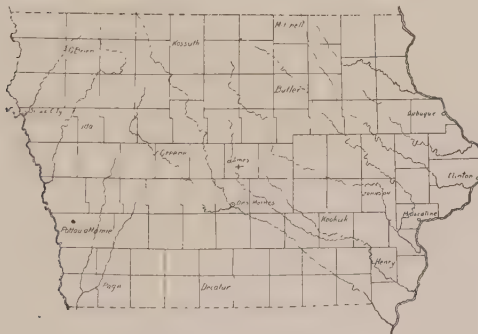 Mitchell
O'Brien
Kossuth
Butler
Dubuque
Ida
Greene
Ames
Clinton
Johnson
Des Moines
Muscatine
Keokuk
Pottawattamie
Henry
Page
Decatur